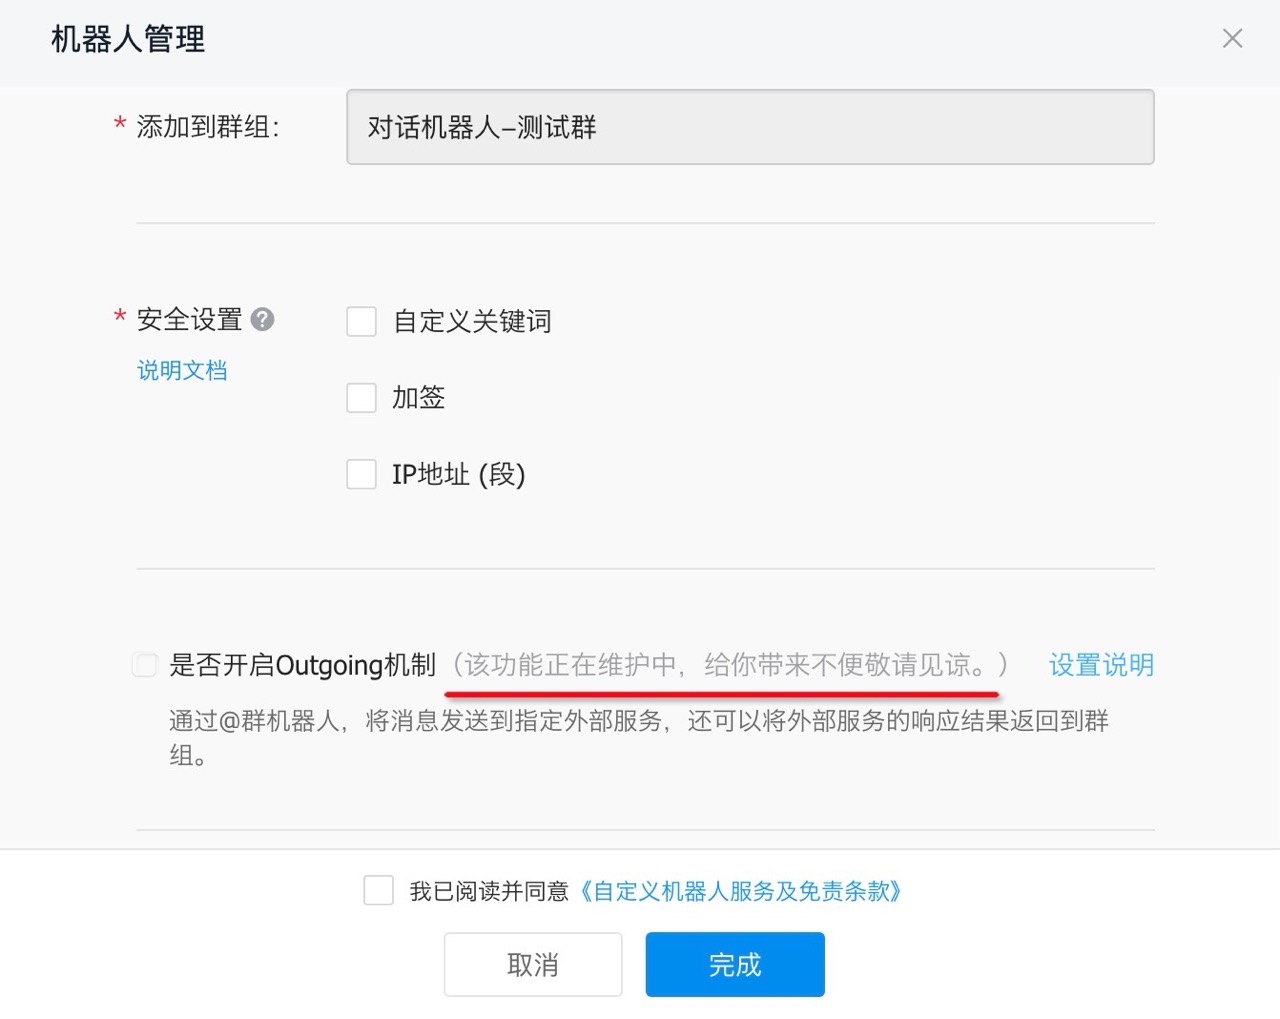 机器人管理
* 添加到群组: 对话机器人–测试群
* 安全设置 ?
自定义关键词
说明文档
加签
IP地址 (段)
是否开启Outgoing机制（该功能正在维护中，给你带来不便敬请见谅。） 设置说明
通过@群机器人，将消息发送到指定外部服务，还可以将外部服务的响应结果返回到群
组。
我已阅读并同意《自定义机器人服务及免责条款》
取消 完成